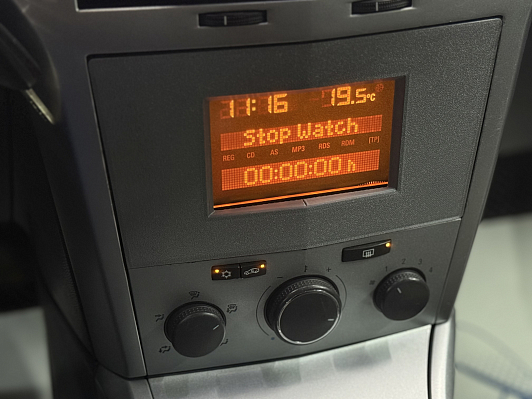 11:16 19.5°C
Stop Watch
REG CD AS MP3 RDS RDM [TP]
00:00:00 h